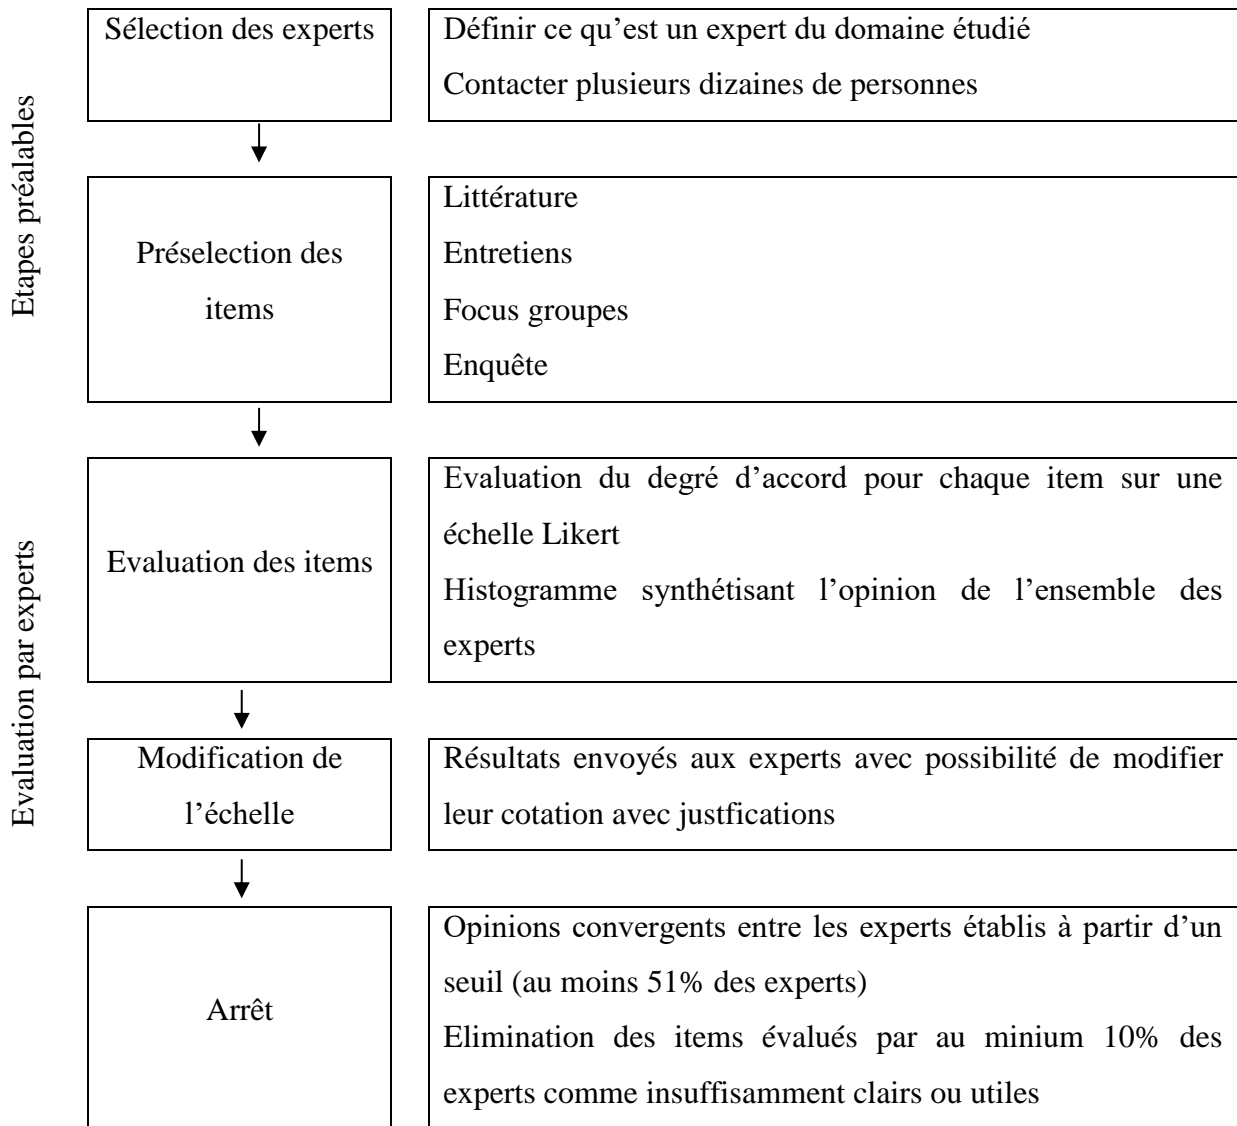 Etapes préalables
Sélection des experts
Définir ce qu’est un expert du domaine étudié
Contacter plusieurs dizaines de personnes
Préselection des
items
Littérature
Entretiens
Focus groupes
Enquête
Evaluation par experts
Evaluation des items
Evaluation du degré d’accord pour chaque item sur une
échelle Likert
Histogramme synthétisant l’opinion de l’ensemble des
experts
Modification de
l’échelle
Résultats envoyés aux experts avec possibilité de modifier
leur cotation avec justfications
Arrêt
Opinions convergents entre les experts établis à partir d’un
seuil (au moins 51% des experts)
Elimination des items évalués par au minium 10% des
experts comme insuffisamment clairs ou utiles